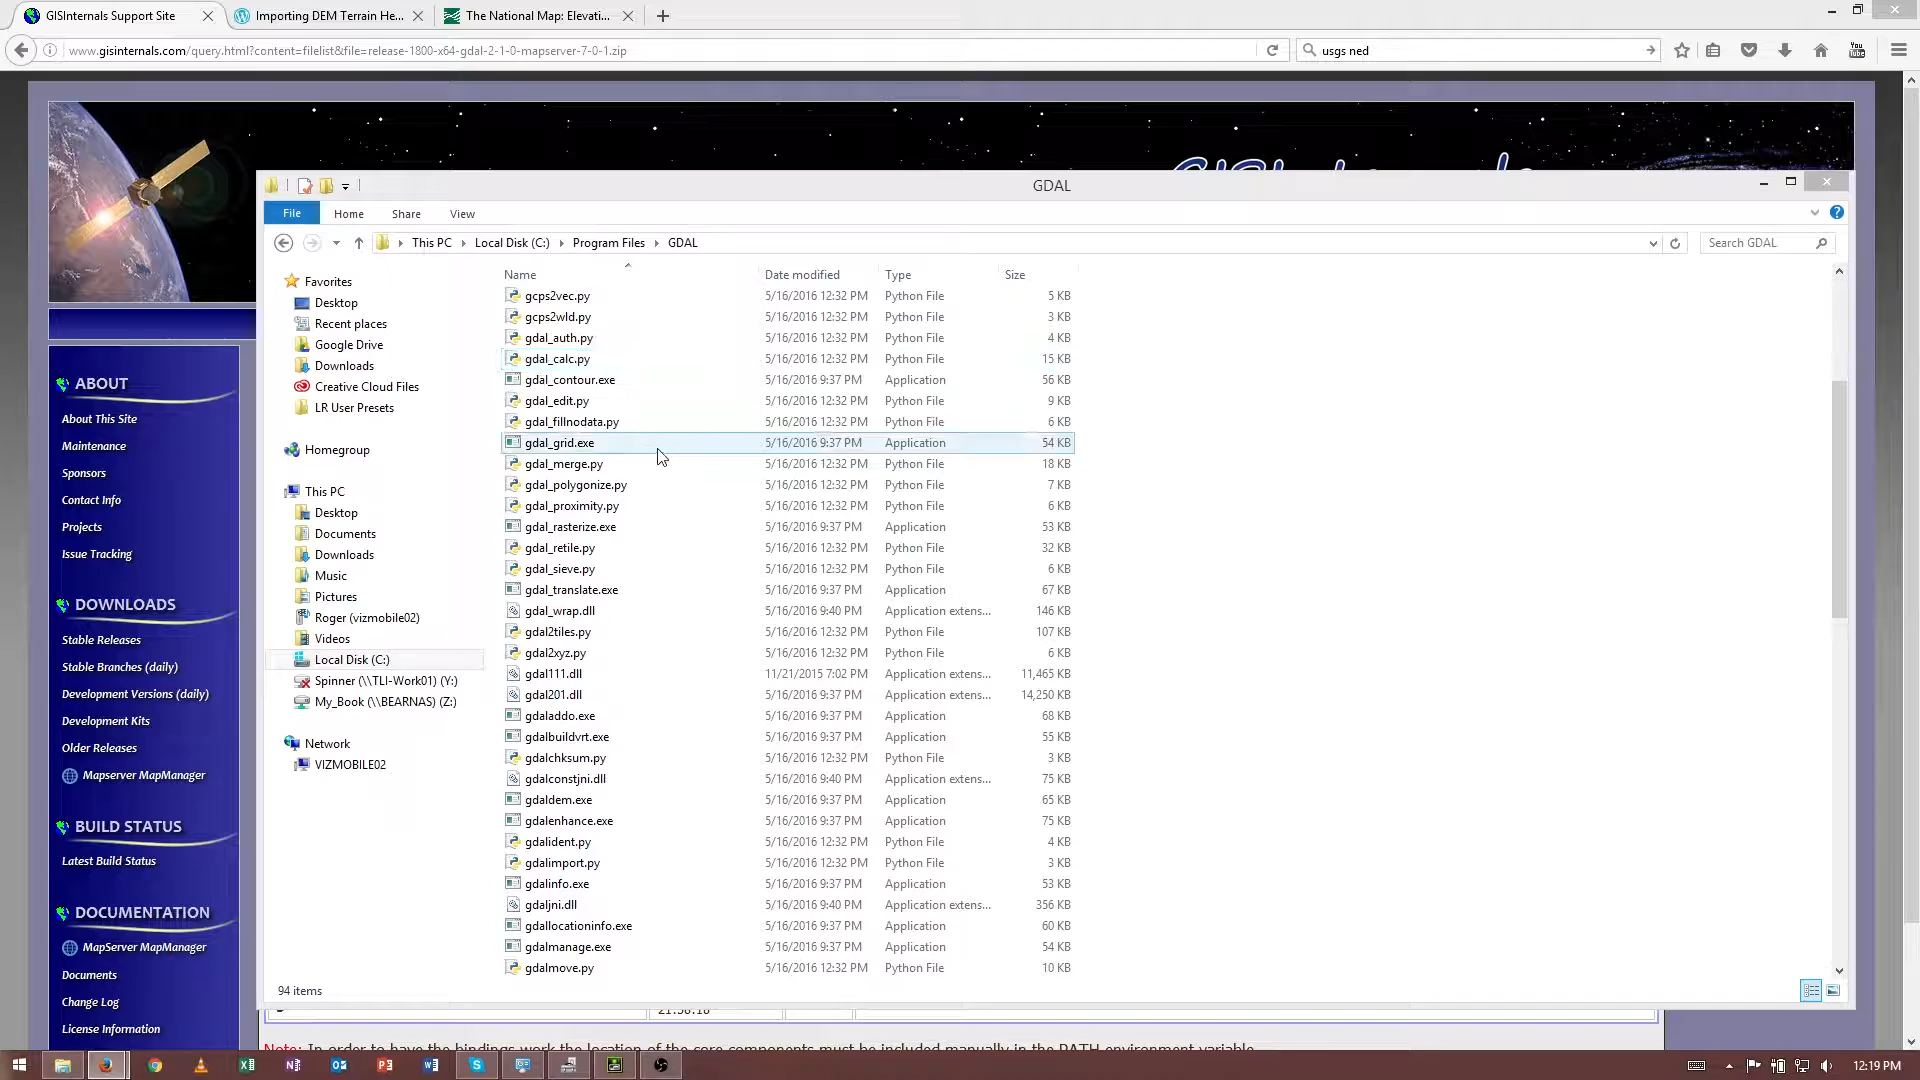 GISInternals Support Site
Importing DEM Terrain He...
The National Map: Elevati...
www.gisinternals.com/query.html?content=filelist&file=release-1800-x64-gdal-2-1-0-mapserver-7-0-1.zip
usgs ned
You Tube
GDAL
File Home Share View
This PC Local Disk (C:) Program Files GDAL
Search GDAL
Favorites
Desktop
Recent places
Google Drive
Downloads
Creative Cloud Files
LR User Presets
Homegroup
This PC
Desktop
Documents
Downloads
Music
Pictures
Roger (vizmobile02)
Videos
Local Disk (C:)
Spinner (\\TLI-Work01) (Y:)
My_Book (\\BEARNAS) (Z:)
Network
VIZMOBILE02
Name Date modified Type Size
gcps2vec.py 5/16/2016 12:32 PM Python File 5 KB
gcps2wld.py 5/16/2016 12:32 PM Python File 3 KB
gdal_auth.py 5/16/2016 12:32 PM Python File 4 KB
gdal_calc.py 5/16/2016 12:32 PM Python File 15 KB
gdal_contour.exe 5/16/2016 9:37 PM Application 56 KB
gdal_edit.py 5/16/2016 12:32 PM Python File 9 KB
gdal_fillnodata.py 5/16/2016 12:32 PM Python File 6 KB
gdal_grid.exe 5/16/2016 9:37 PM Application 54 KB
gdal_merge.py 5/16/2016 12:32 PM Python File 18 KB
gdal_polygonize.py 5/16/2016 12:32 PM Python File 7 KB
gdal_proximity.py 5/16/2016 12:32 PM Python File 6 KB
gdal_rasterize.exe 5/16/2016 9:37 PM Application 53 KB
gdal_retile.py 5/16/2016 12:32 PM Python File 32 KB
gdal_sieve.py 5/16/2016 12:32 PM Python File 6 KB
gdal_translate.exe 5/16/2016 9:37 PM Application 67 KB
gdal_wrap.dll 5/16/2016 9:40 PM Application extens... 146 KB
gdal2tiles.py 5/16/2016 12:32 PM Python File 107 KB
gdal2xyz.py 5/16/2016 12:32 PM Python File 6 KB
gdal111.dll 11/21/2015 7:02 PM Application extens... 11,465 KB
gdal201.dll 5/16/2016 9:37 PM Application extens... 14,250 KB
gdaladdo.exe 5/16/2016 9:37 PM Application 68 KB
gdalbuildvrt.exe 5/16/2016 9:37 PM Application 55 KB
gdalchksum.py 5/16/2016 12:32 PM Python File 3 KB
gdalconstjni.dll 5/16/2016 9:40 PM Application extens... 75 KB
gdaldem.exe 5/16/2016 9:37 PM Application 65 KB
gdalenhance.exe 5/16/2016 9:37 PM Application 75 KB
gdalident.py 5/16/2016 12:32 PM Python File 4 KB
gdalimport.py 5/16/2016 12:32 PM Python File 3 KB
gdalinfo.exe 5/16/2016 9:37 PM Application 53 KB
gdaljni.dll 5/16/2016 9:40 PM Application extens... 356 KB
gdallocationinfo.exe 5/16/2016 9:37 PM Application 60 KB
gdalmanage.exe 5/16/2016 9:37 PM Application 54 KB
gdalmove.py 5/16/2016 12:32 PM Python File 10 KB
94 items
ABOUT
About This Site
Maintenance
Sponsors
Contact Info
Projects
Issue Tracking
DOWNLOADS
Stable Releases
Stable Branches (daily)
Development Versions (daily)
Development Kits
Older Releases
Mapserver MapManager
BUILD STATUS
Latest Build Status
DOCUMENTATION
MapServer MapManager
Documents
Change Log
License Information
Note: In order to have the bindings work the location of the core components must be included manually in the PATH environment variable.
12:19 PM